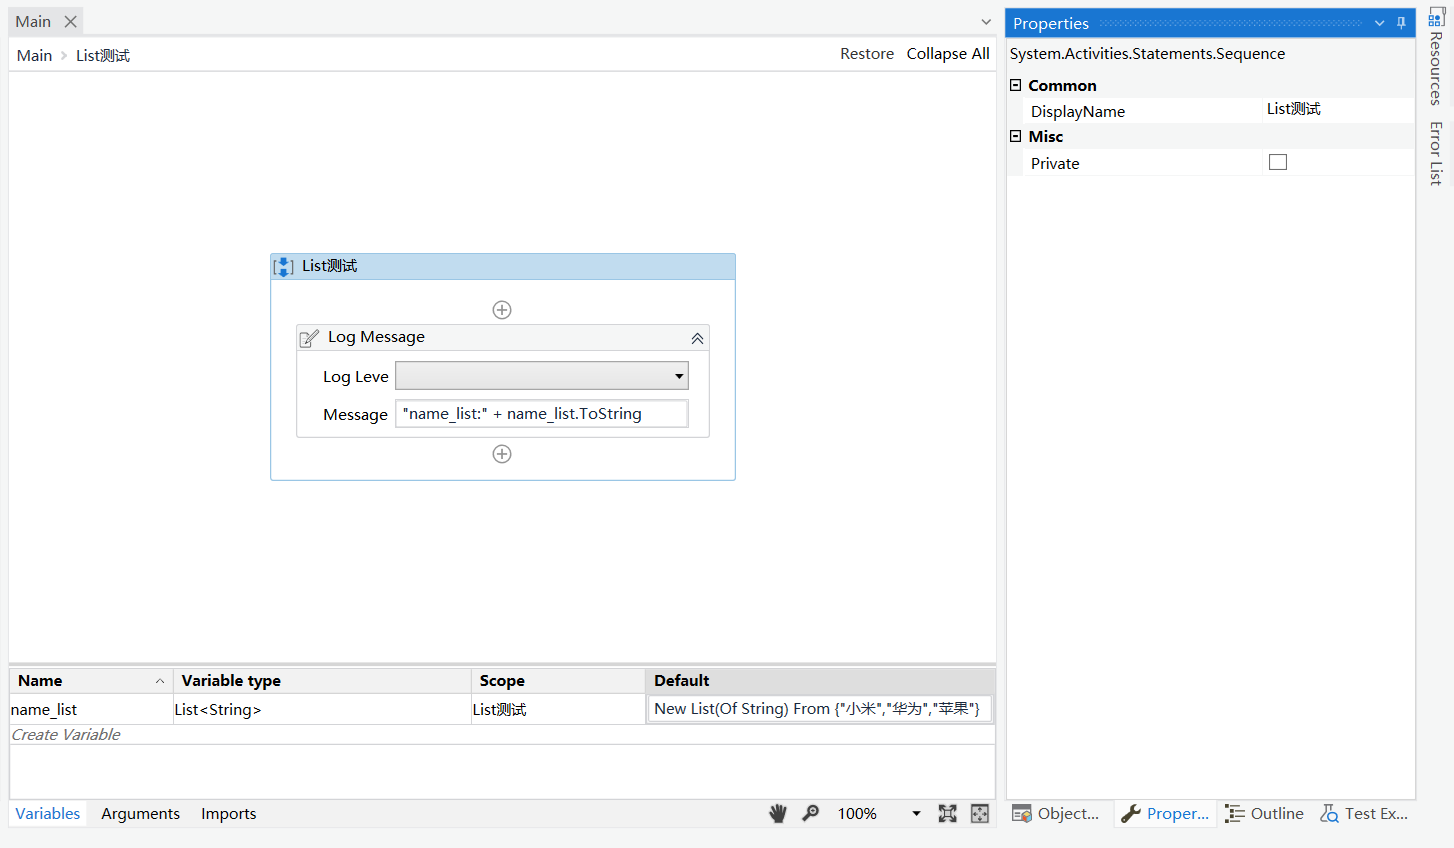 Main
Main > List测试
Restore Collapse All
List测试
Log Message
Log Leve
Message "name_list:" + name_list.ToString
Name Variable type Scope Default
name_list List<String> List测试 New List(Of String) From {"小米","华为","苹果"}
Create Variable
Variables Arguments Imports 100%
Properties
System.Activities.Statements.Sequence
Common
DisplayName List测试
Misc
Private
Object... Proper... Outline Test Ex...
Resources
Error List